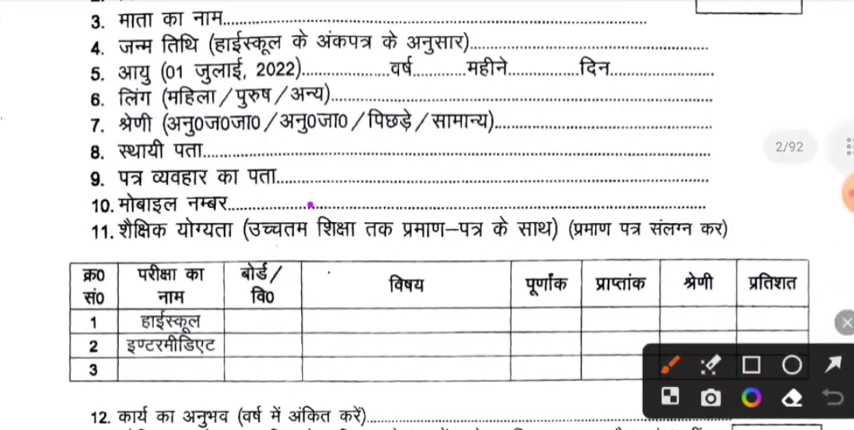 3. माता का नाम
4. जन्म तिथि (हाईस्कूल के अंकपत्र के अनुसार)
5. आयु (01 जुलाई, 2022)..................वर्ष............महीने...............दिन
6. लिंग (महिला/पुरुष/अन्य)
7. श्रेणी (अनु0ज0जा0/अनु0जा0/पिछड़े/सामान्य)
8. स्थायी पता
2/92
9. पत्र व्यवहार का पता
10. मोबाइल नम्बर
11. शैक्षिक योग्यता (उच्चतम शिक्षा तक प्रमाण–पत्र के साथ) (प्रमाण पत्र संलग्न कर)
क्र0 सं0 परीक्षा का नाम बोर्ड/ वि0 विषय पूर्णांक प्राप्तांक श्रेणी प्रतिशत
1 हाईस्कूल
2 इण्टरमीडिएट
3
12. कार्य का अनुभव (वर्ष में अंकित करें)